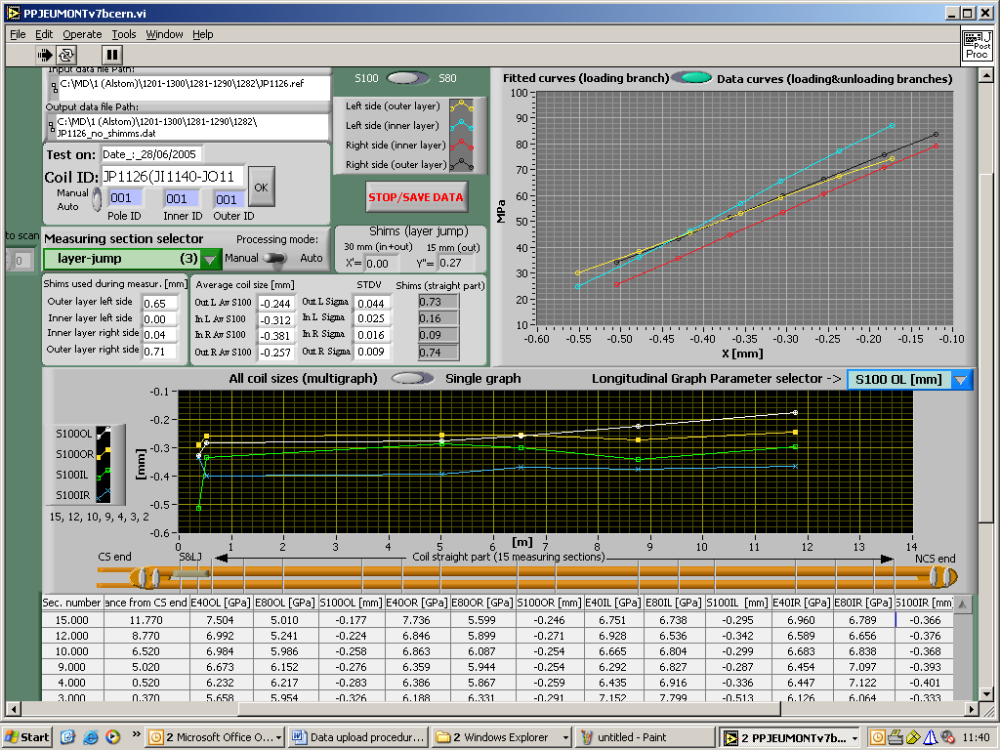 PPJEUMONTv7bcern.vi
File Edit Operate Tools Window Help
J
Post
Proc
Input data file Path:
C:\MD\1 (Alstom)\1201-1300\1281-1290\1282\JP1126.ref
Output data file Path:
C:\MD\1 (Alstom)\1201-1300\1281-1290\1282\
JP1126_no_shimms.dat
Test on: Date_:_28/06/2005
Coil ID: JP1126(JI1140-JO11
OK
Manual
Auto
001 001 001
Pole ID Inner ID Outer ID
S100 S80
Left side (outer layer)
Left side (inner layer)
Right side (inner layer)
Right side (outer layer)
STOP/SAVE DATA
to scan
0
Measuring section selector
layer-jump (3)
Processing mode:
Manual Auto
Shims (layer jump)
30 mm (in+out) 15 mm (out)
X'= 0.00 Y"= 0.27
Shims used during measur. [mm]
Outer layer left side 0.65
Inner layer left side 0.00
Inner layer right side 0.04
Outer layer right side 0.71
Average coil size [mm] STDV Shims (straight part)
Out L Av S100 -0.244 Out L Sigma 0.044 0.73
In L Av S100 -0.312 In L Sigma 0.025 0.16
In R Av S100 -0.381 In R Sigma 0.016 0.09
Out R Av S100 -0.257 Out R Sigma 0.009 0.74
Fitted curves (loading branch) Data curves (loading&unloading branches)
MPa
100
90
80
70
60
50
40
30
20
10
-0.60 -0.55 -0.50 -0.45 -0.40 -0.35 -0.30 -0.25 -0.20 -0.15 -0.10
X [mm]
All coil sizes (multigraph) Single graph Longitudinal Graph Parameter selector -> S100 OL [mm]
S100OL
S100OR
S100IL
S100IR
15, 12, 10, 9, 4, 3, 2
[mm]
-0.1
-0.2
-0.3
-0.4
-0.5
-0.6
0 1 2 3 4 5 6 7 8 9 10 11 12 13 14
[m]
CS end S&LJ Coil straight part (15 measuring sections) NCS end
Sec. number ance from CS end E40OL [GPa] E80OL [GPa] S100OL [mm] E40OR [GPa] E80OR [GPa] S100OR [mm] E40IL [GPa] E80IL [GPa] S100IL [mm] E40IR [GPa] E80IR [GPa] S100IR [mm]
15.000 11.770 7.504 5.010 -0.177 7.736 5.599 -0.246 6.751 6.738 -0.295 6.960 6.789 -0.366
12.000 8.770 6.992 5.241 -0.224 6.846 5.899 -0.271 6.928 6.536 -0.342 6.589 6.656 -0.376
10.000 6.520 6.984 5.986 -0.258 6.863 6.087 -0.254 6.665 6.804 -0.299 6.683 6.838 -0.368
9.000 5.020 6.673 6.152 -0.276 6.359 5.944 -0.254 6.292 6.827 -0.287 6.454 7.097 -0.393
4.000 0.520 6.232 6.217 -0.283 6.386 5.867 -0.259 6.435 6.916 -0.336 6.447 7.122 -0.401
3.000 0.370 5.658 5.954 -0.326 6.188 6.331 -0.291 7.152 7.799 -0.513 6.126 6.064 -0.333
Start » 2 Microsoft Office O... Data upload procedur... 2 Windows Explorer untitled - Paint 2 PPJEUMONTv7b... 11:40